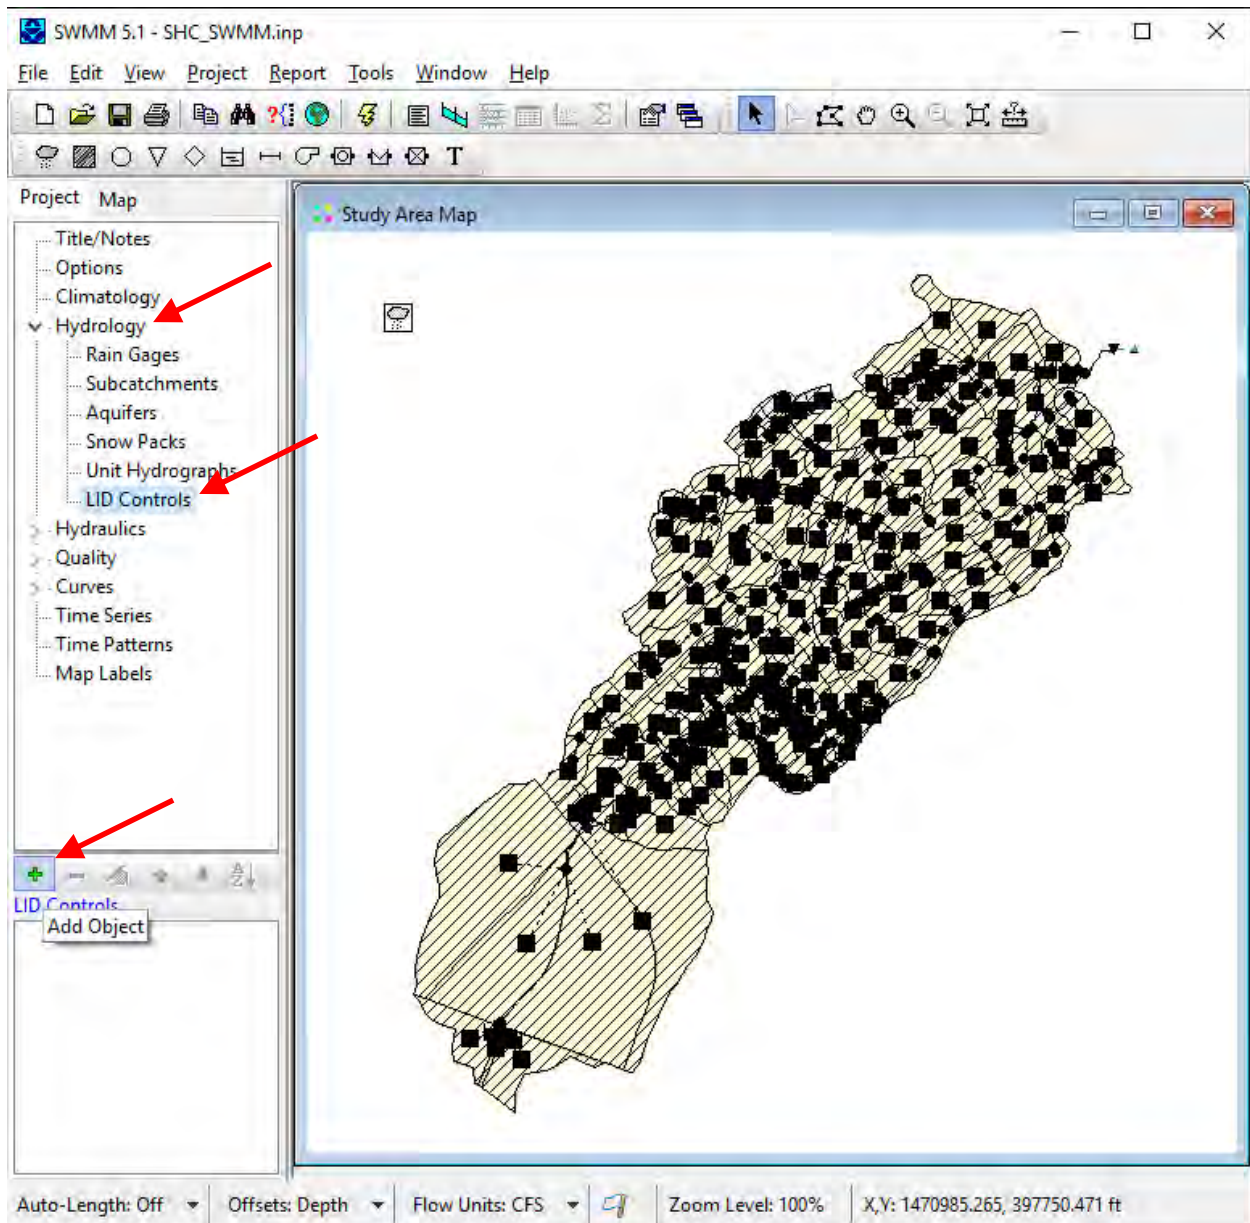 SWMM 5.1 - SHC_SWMM.inp
File Edit View Project Report Tools Window Help
T
Project Map
Study Area Map
Title/Notes
Options
Climatology
Hydrology
Rain Gages
Subcatchments
Aquifers
Snow Packs
Unit Hydrographs
LID Controls
Hydraulics
Quality
Curves
Time Series
Time Patterns
Map Labels
LID Controls
Add Object
Auto-Length: Off Offsets: Depth Flow Units: CFS Zoom Level: 100% X,Y: 1470985.265, 397750.471 ft